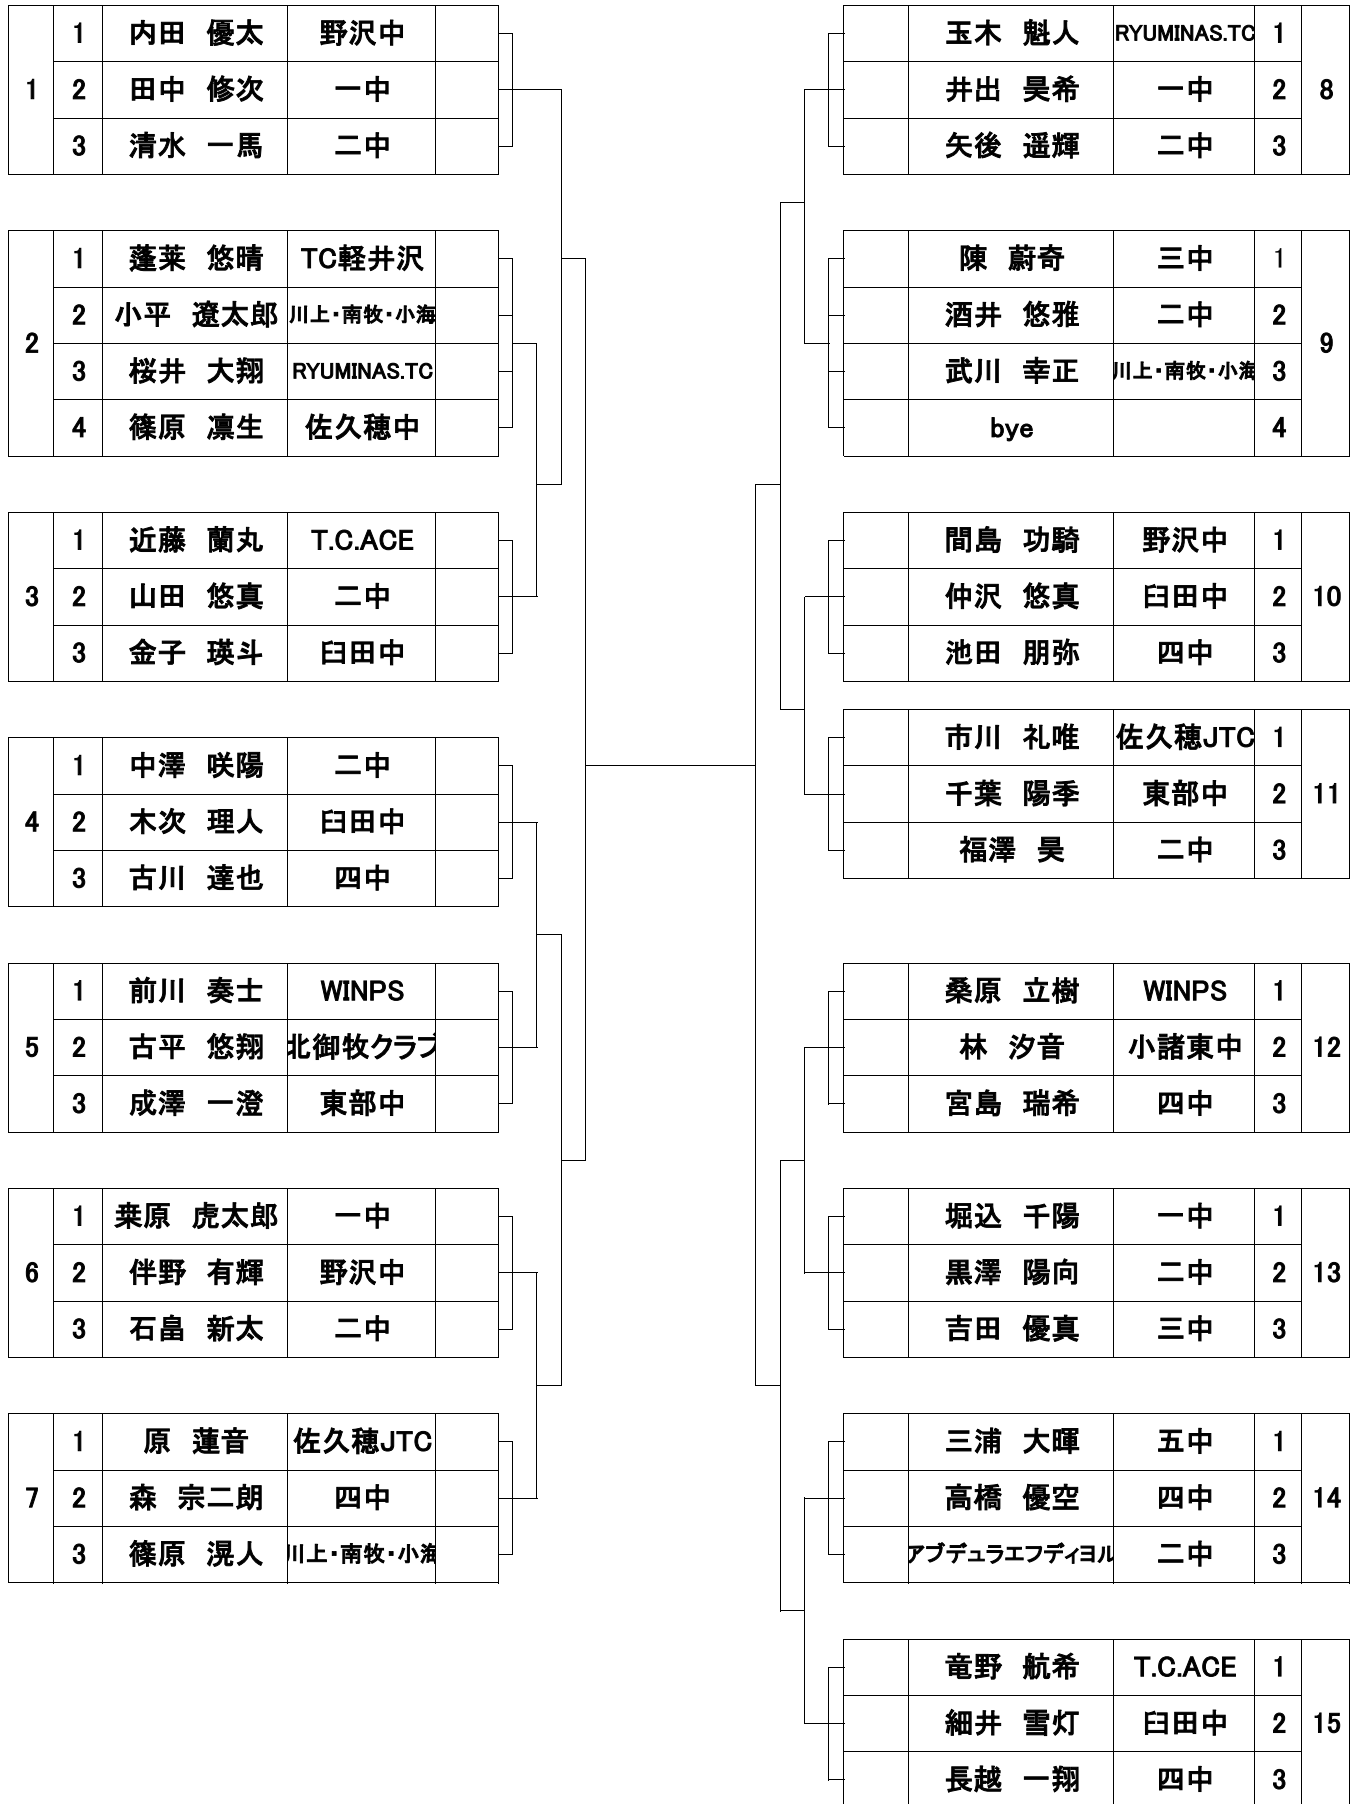 1
1 内田 優太 野沢中
2 田中 修次 一中
3 清水 一馬 二中
2
1 蓬莱 悠晴 TC軽井沢
2 小平 遼太郎 川上・南牧・小海
3 桜井 大翔 RYUMINAS.TC
4 篠原 凛生 佐久穂中
3
1 近藤 蘭丸 T.C.ACE
2 山田 悠真 二中
3 金子 瑛斗 臼田中
4
1 中澤 咲陽 二中
2 木次 理人 臼田中
3 古川 達也 四中
5
1 前川 奏士 WINPS
2 古平 悠翔 北御牧クラブ
3 成澤 一澄 東部中
6
1 桒原 虎太郎 一中
2 伴野 有輝 野沢中
3 石畠 新太 二中
7
1 原 蓮音 佐久穂JTC
2 森 宗二朗 四中
3 篠原 滉人 川上・南牧・小海
玉木 魁人 RYUMINAS.TC 1
井出 昊希 一中 2
矢後 遥輝 二中 3
8
陳 蔚奇 三中 1
酒井 悠雅 二中 2
武川 幸正 川上・南牧・小海 3
bye 4
9
間島 功騎 野沢中 1
仲沢 悠真 臼田中 2
池田 朋弥 四中 3
10
市川 礼唯 佐久穂JTC 1
千葉 陽季 東部中 2
福澤 昊 二中 3
11
桑原 立樹 WINPS 1
林 汐音 小諸東中 2
宮島 瑞希 四中 3
12
堀込 千陽 一中 1
黒澤 陽向 二中 2
吉田 優真 三中 3
13
三浦 大暉 五中 1
高橋 優空 四中 2
アブデュラエフディヨル 二中 3
14
竜野 航希 T.C.ACE 1
細井 雪灯 臼田中 2
長越 一翔 四中 3
15